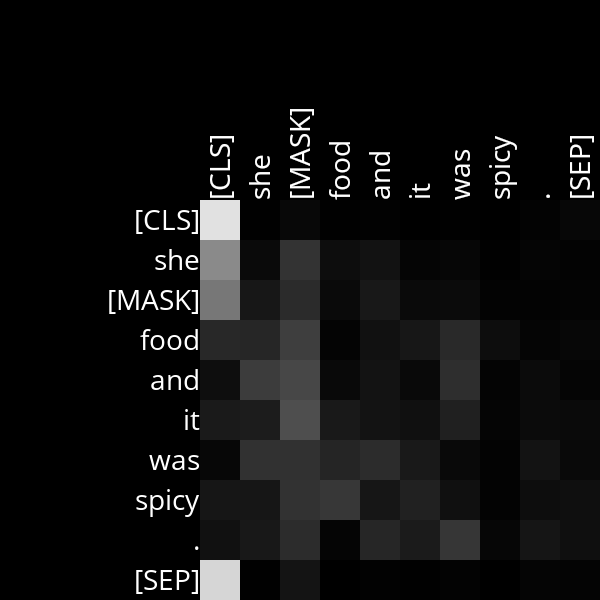 [CLS] she [MASK] food and it was spicy . [SEP]
[CLS]
she
[MASK]
food
and
it
was
spicy
.
[SEP]